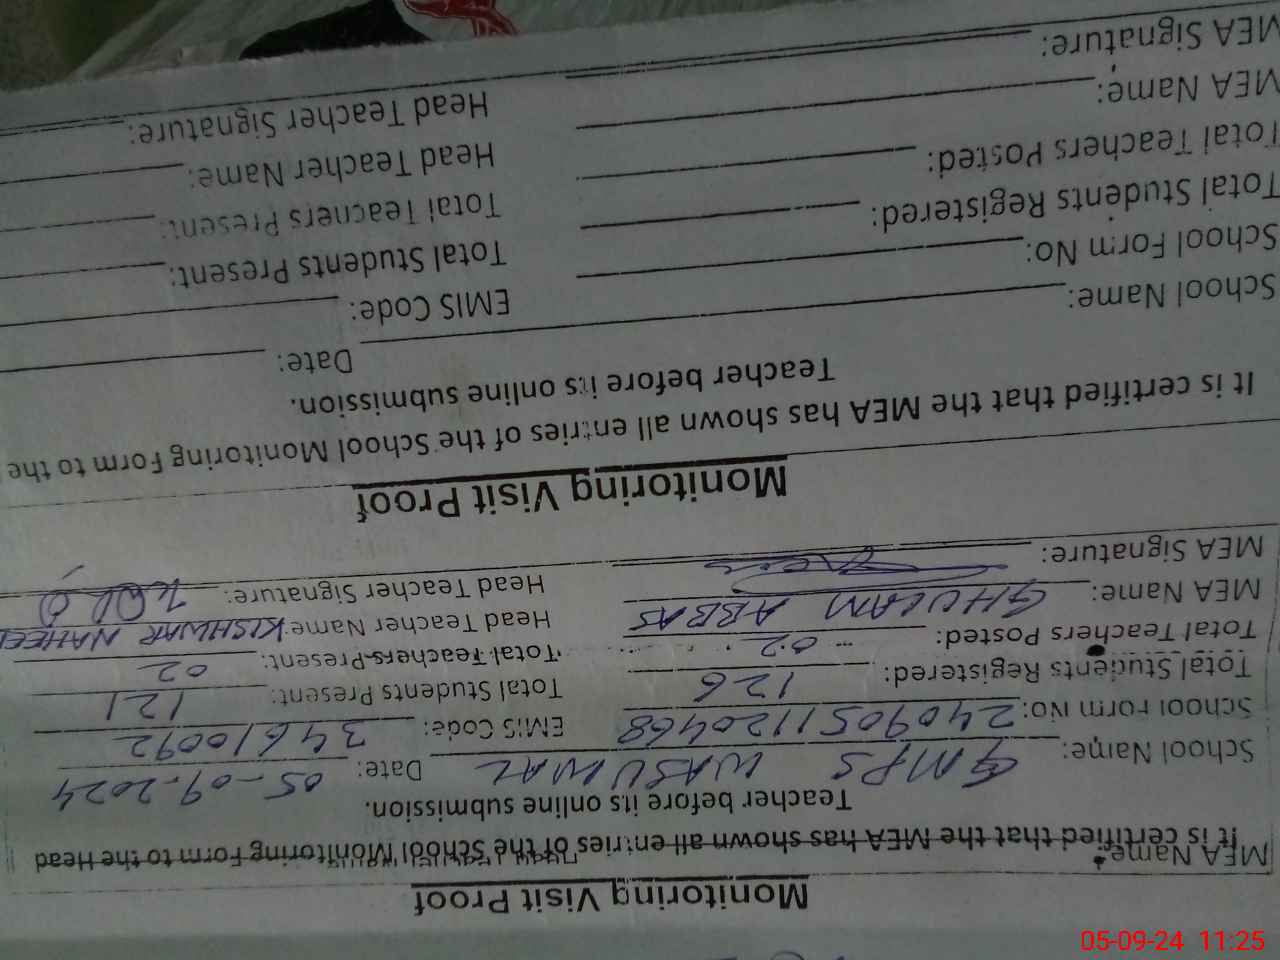 Monitoring Visit Proof
MEA Name:
It is certified that the MEA has shown all entries of the School Monitoring Form to the Head
Teacher before its online submission.
School Name: GMPS WASUWAL Date: 05-09-2024
School Form No: 2409051120468 EMIS Code: 34610092
Total Students Registered: 126 Total Students Present: 121
Total Teachers Posted: 02 Total Teachers Present: 02
MEA Name: GHULAM ABBAS Head Teacher Name: KISHWAR NAHEED
MEA Signature: Head Teacher Signature:
Monitoring Visit Proof
It is certified that the MEA has shown all entries of the School Monitoring Form to the
Teacher before its online submission.
School Name: Date:
School Form No: EMIS Code:
Total Students Registered: Total Students Present:
Total Teachers Posted: Total Teachers Present:
MEA Name: Head Teacher Name:
MEA Signature: Head Teacher Signature:
05-09-24 11:25